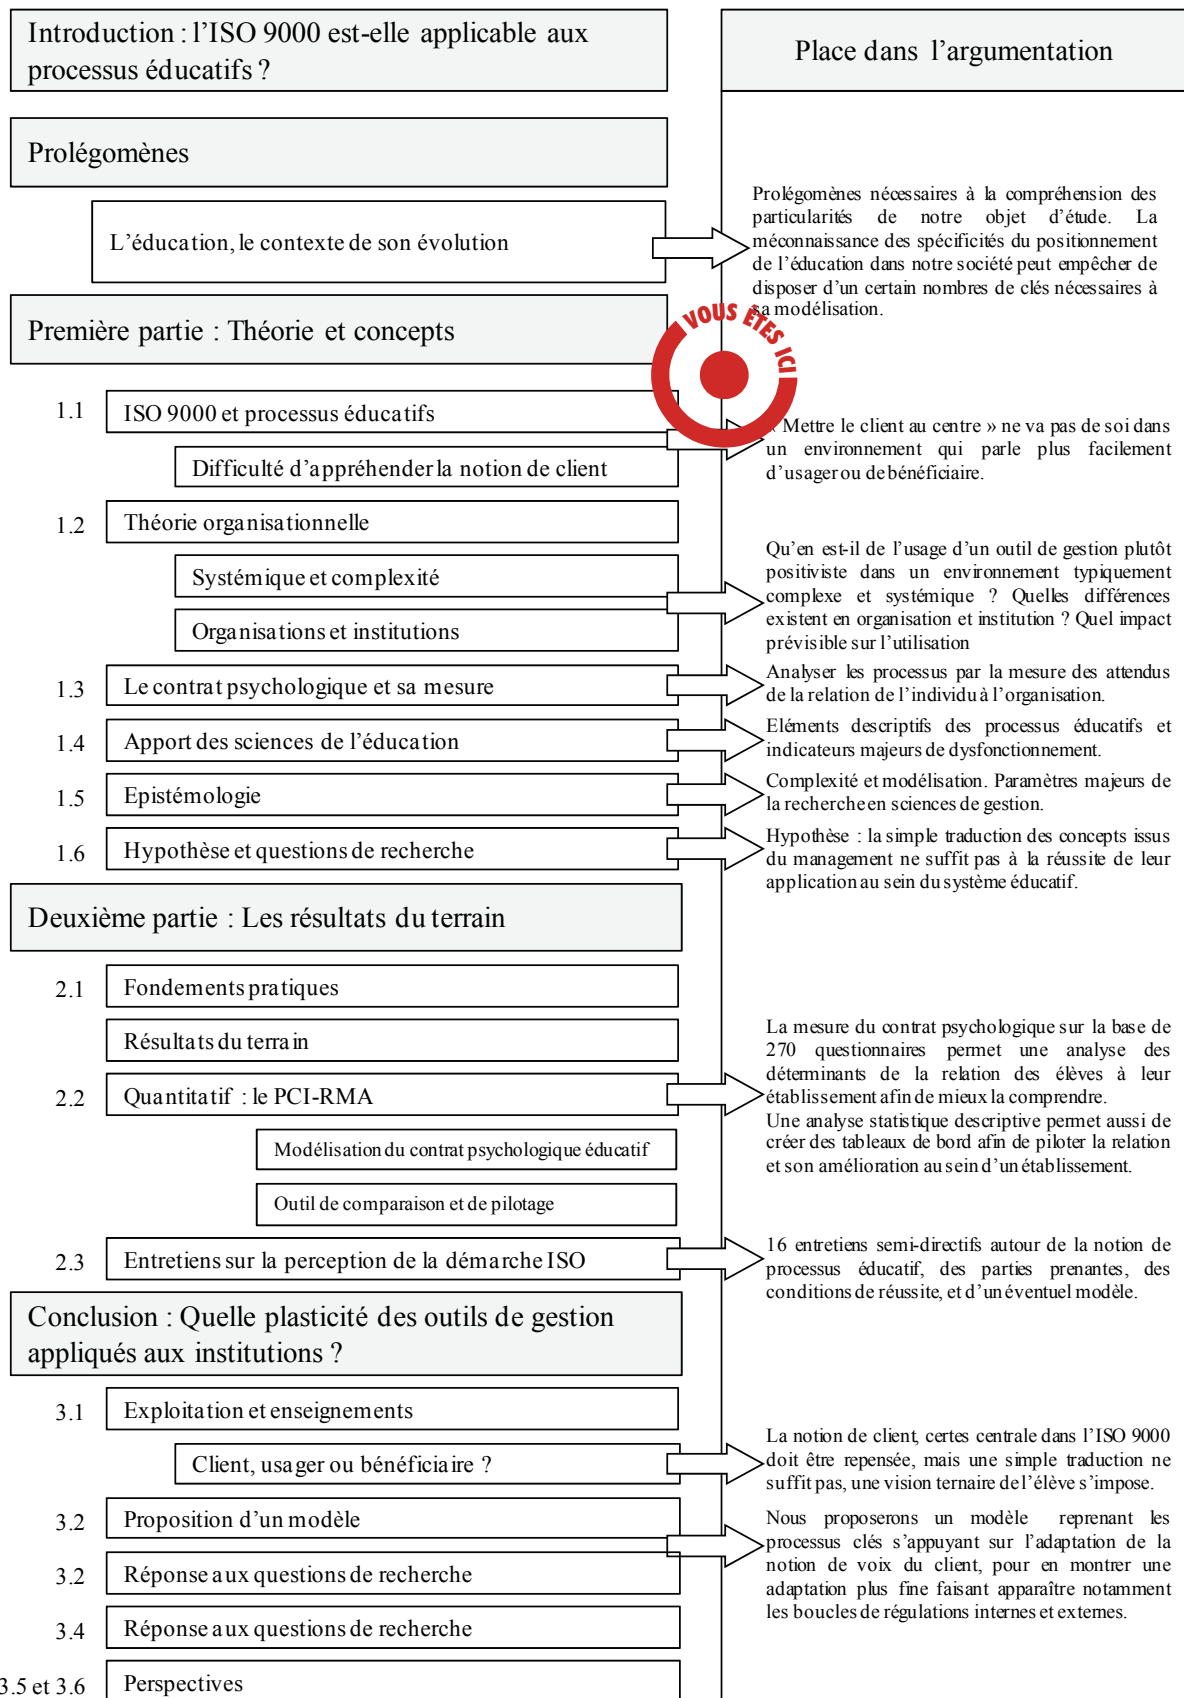 Introduction : l'ISO 9000 est-elle applicable aux
processus éducatifs ?
Place dans l'argumentation
Prolégomènes
L'éducation, le contexte de son évolution
Prolégomènes nécessaires à la compréhension des
particularités de notre objet d'étude. La
méconnaissance des spécificités du positionnement
de l'éducation dans notre société peut empêcher de
disposer d'un certain nombres de clés nécessaires à
sa modélisation.
Première partie : Théorie et concepts
VOUS ÊTES ICI
1.1 ISO 9000 et processus éducatifs
Difficulté d'appréhender la notion de client
« Mettre le client au centre » ne va pas de soi dans
un environnement qui parle plus facilement
d'usager ou de bénéficiaire.
1.2 Théorie organisationnelle
Systémique et complexité
Organisations et institutions
Qu'en est-il de l'usage d'un outil de gestion plutôt
positiviste dans un environnement typiquement
complexe et systémique ? Quelles différences
existent en organisation et institution ? Quel impact
prévisible sur l'utilisation
1.3 Le contrat psychologique et sa mesure
Analyser les processus par la mesure des attendus
de la relation de l'individu à l'organisation.
1.4 Apport des sciences de l'éducation
Eléments descriptifs des processus éducatifs et
indicateurs majeurs de dysfonctionnement.
1.5 Epistémologie
Complexité et modélisation. Paramètres majeurs de
la recherche en sciences de gestion.
1.6 Hypothèse et questions de recherche
Hypothèse : la simple traduction des concepts issus
du management ne suffit pas à la réussite de leur
application au sein du système éducatif.
Deuxième partie : Les résultats du terrain
2.1 Fondements pratiques
Résultats du terrain
2.2 Quantitatif : le PCI-RMA
Modélisation du contrat psychologique éducatif
Outil de comparaison et de pilotage
La mesure du contrat psychologique sur la base de
270 questionnaires permet une analyse des
déterminants de la relation des élèves à leur
établissement afin de mieux la comprendre.
Une analyse statistique descriptive permet aussi de
créer des tableaux de bord afin de piloter la relation
et son amélioration au sein d'un établissement.
2.3 Entretiens sur la perception de la démarche ISO
16 entretiens semi-directifs autour de la notion de
processus éducatif, des parties prenantes, des
conditions de réussite, et d'un éventuel modèle.
Conclusion : Quelle plasticité des outils de gestion
appliqués aux institutions ?
3.1 Exploitation et enseignements
Client, usager ou bénéficiaire ?
La notion de client, certes centrale dans l'ISO 9000
doit être repensée, mais une simple traduction ne
suffit pas, une vision ternaire de l'élève s'impose.
3.2 Proposition d'un modèle
3.2 Réponse aux questions de recherche
Nous proposerons un modèle reprenant les
processus clés s'appuyant sur l'adaptation de la
notion de voix du client, pour en montrer une
adaptation plus fine faisant apparaître notamment
les boucles de régulations internes et externes.
3.4 Réponse aux questions de recherche
3.5 et 3.6 Perspectives